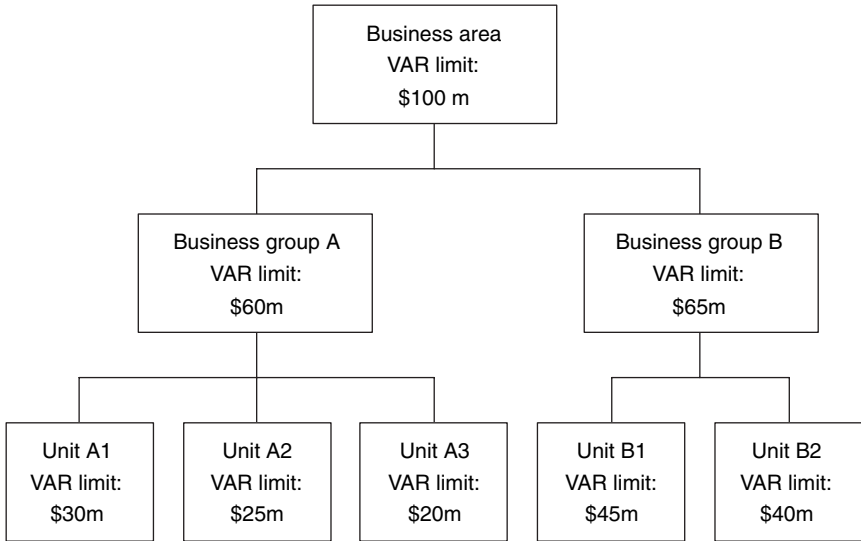 Business area
VAR limit:
$100 m
Business group A
VAR limit:
$60m
Business group B
VAR limit:
$65m
Unit A1
VAR limit:
$30m
Unit A2
VAR limit:
$25m
Unit A3
VAR limit:
$20m
Unit B1
VAR limit:
$45m
Unit B2
VAR limit:
$40m